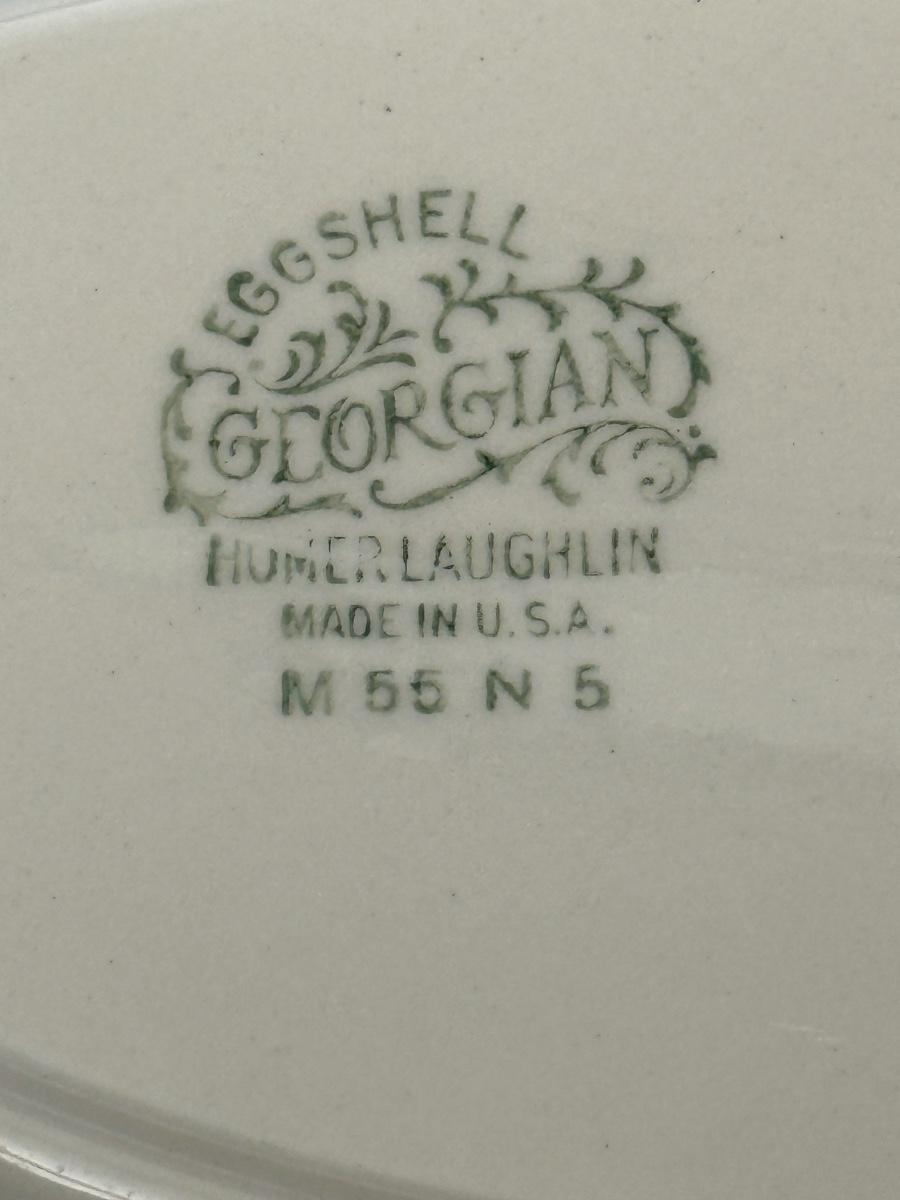 EGGSHELL
GEORGIAN
HOMER LAUGHLIN
MADE IN U.S.A.
M 55 N 5